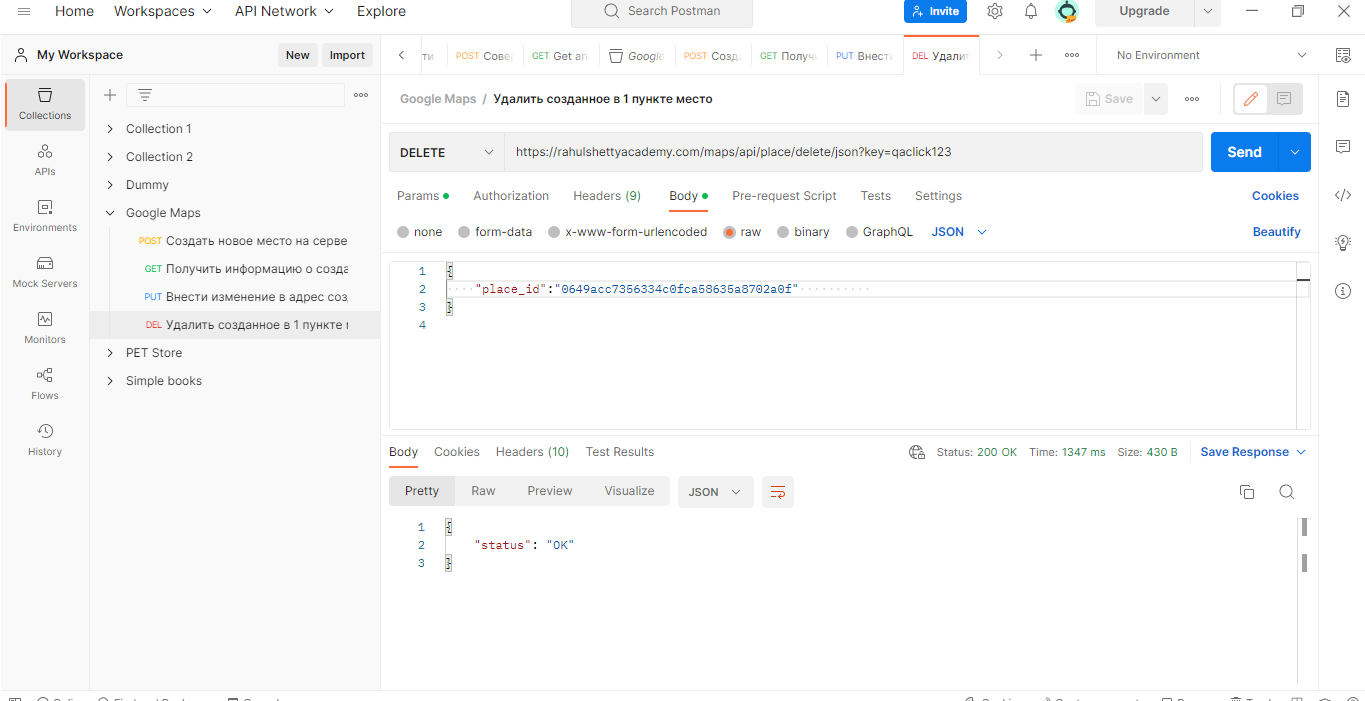 Home Workspaces API Network Explore Search Postman Invite Upgrade
My Workspace New Import
ти POST Совер GET Get an Google POST Созда GET Получи PUT Внести DEL Удалит No Environment
Collections
APIs
Environments
Mock Servers
Monitors
Flows
History
Collection 1
Collection 2
Dummy
Google Maps
POST Создать новое место на серве
GET Получить информацию о созда
PUT Внести изменение в адрес соз
DEL Удалить созданное в 1 пункте м
PET Store
Simple books
Google Maps / Удалить созданное в 1 пункте место Save
DELETE https://rahulshettyacademy.com/maps/api/place/delete/json?key=qaclick123 Send
Params Authorization Headers (9) Body Pre-request Script Tests Settings Cookies
none form-data x-www-form-urlencoded raw binary GraphQL JSON Beautify
1 {
2 "place_id":"0649acc7356334c0fca58635a8702a0f"
3 }
4
Body Cookies Headers (10) Test Results Status: 200 OK Time: 1347 ms Size: 430 B Save Response
Pretty Raw Preview Visualize JSON
1 {
2 "status": "OK"
3 }